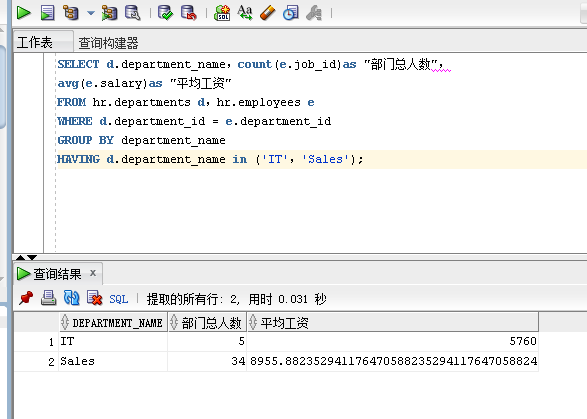 工作表 查询构建器
SELECT d.department_name，count(e.job_id)as "部门总人数"，
avg(e.salary)as "平均工资"
FROM hr.departments d，hr.employees e
WHERE d.department_id = e.department_id
GROUP BY department_name
HAVING d.department_name in ('IT'，'Sales');
查询结果 x
SQL | 提取的所有行: 2, 用时 0.031 秒
DEPARTMENT_NAME 部门总人数 平均工资
1 IT 5 5760
2 Sales 34 8955.88235294117647058823529411764705882​4